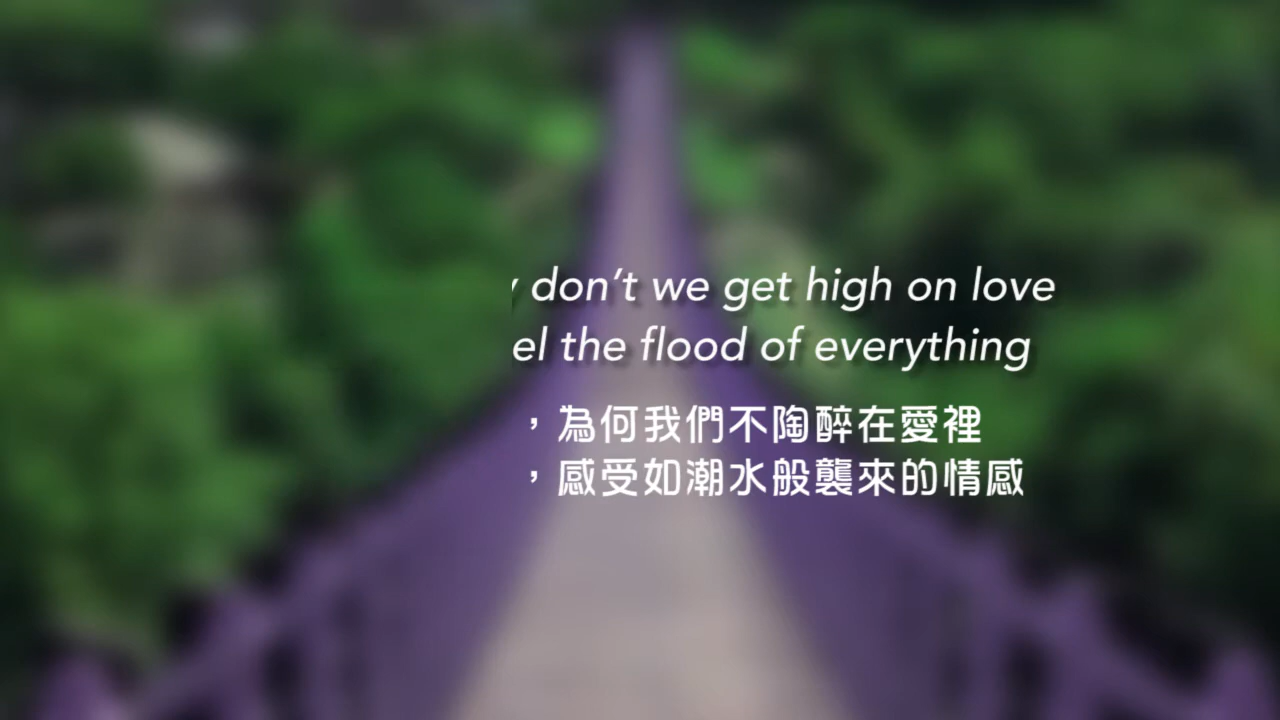 don't we get high on love
el the flood of everything
，為何我們不陶醉在愛裡
，感受如潮水般襲來的情感